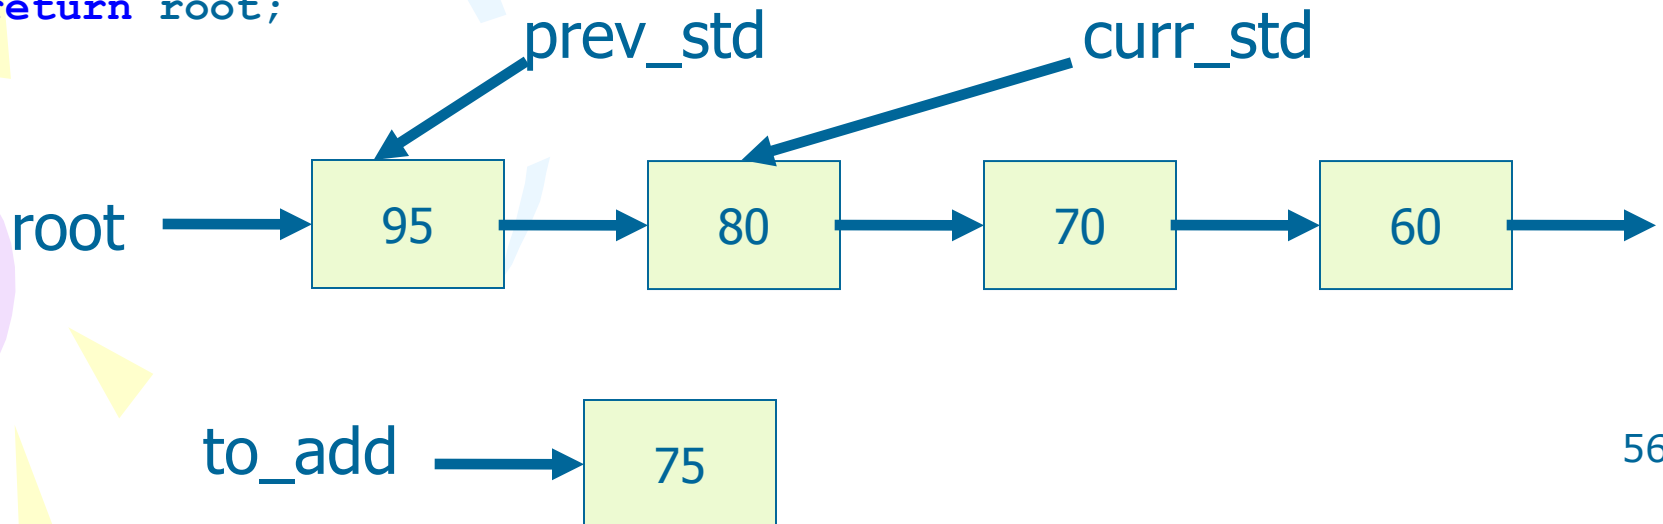 return root;
prev_std curr_std
root 95 80 70 60
to_add 75
56